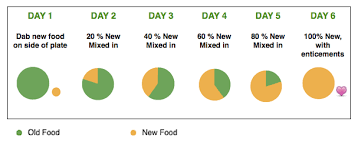 DAY 1
Dab new food
on side of plate
DAY 2
20 % New
Mixed in
DAY 3
40 % New
Mixed in
DAY 4
60 % New
Mixed in
DAY 5
80 % New
Mixed in
DAY 6
100% New,
with
enticements
Old Food
New Food